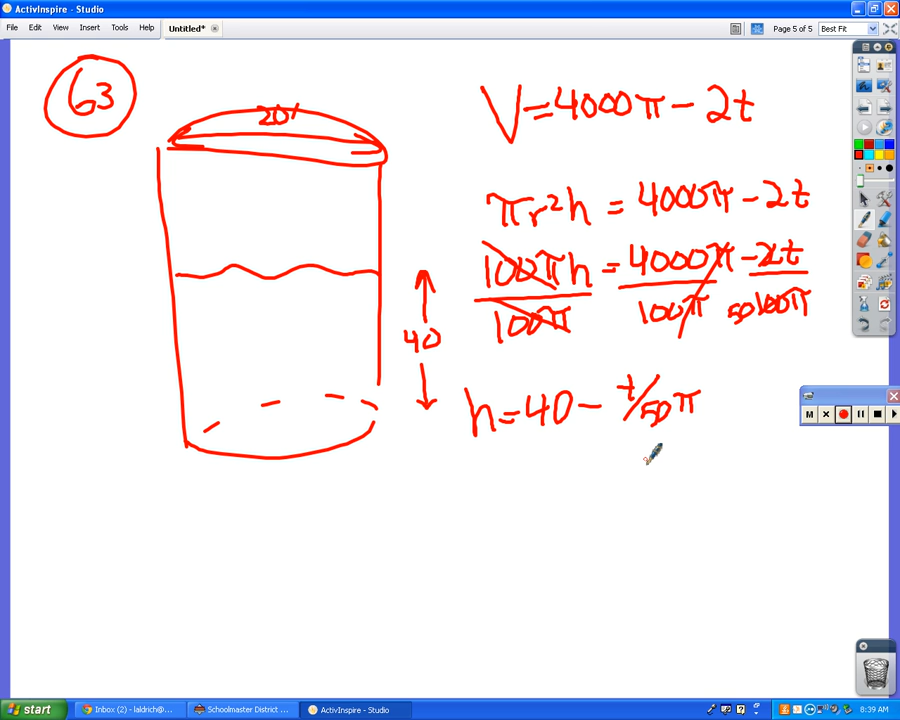 ActivInspire - Studio
File Edit View Insert Tools Help Untitled* Page 5 of 5 Best Fit
63
20'
V = 4000π - 2t
πr²h = 4000π - 2t
100πh = 4000π - 2t
100π 100π 50 100π
40
h = 40 - t/50π
M
start Inbox (2) - laldrich@... Schoolmaster District ... ActivInspire - Studio 8:39 AM